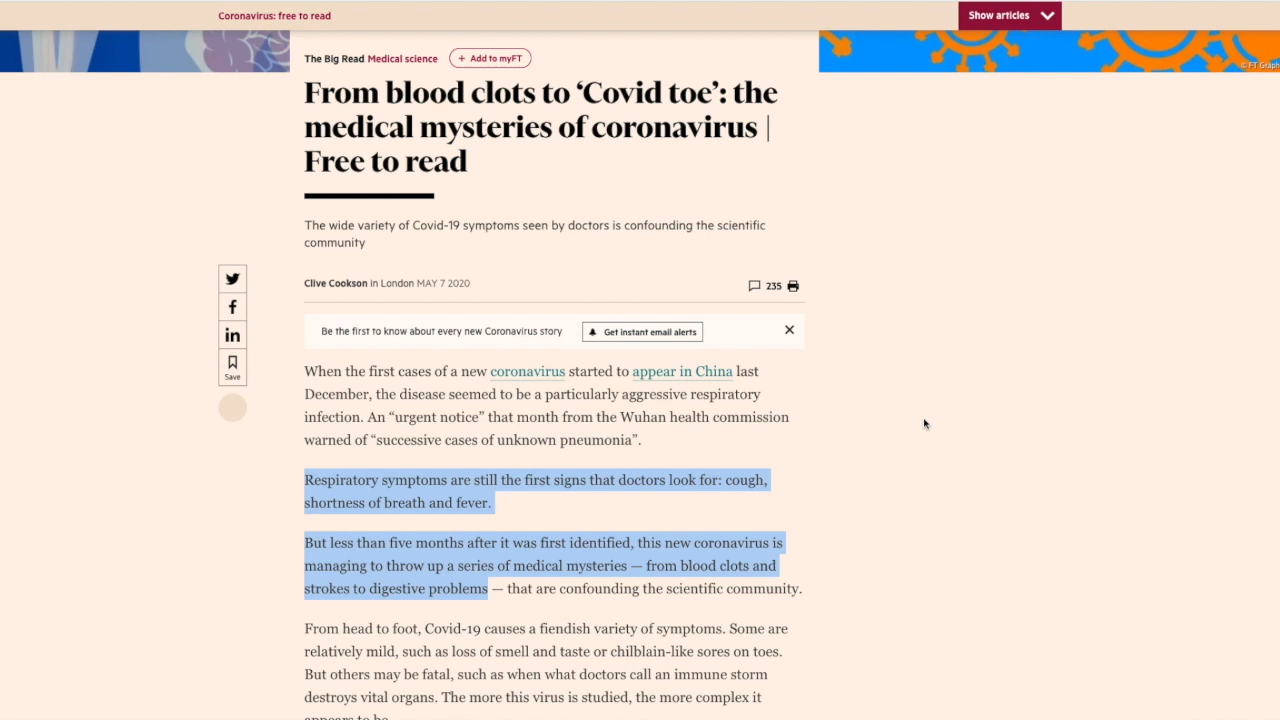 Coronavirus: free to read
Show articles
© FT Graph
The Big Read Medical science
+ Add to myFT
From blood clots to ‘Covid toe’: the
medical mysteries of coronavirus |
Free to read
The wide variety of Covid-19 symptoms seen by doctors is confounding the scientific
community
Clive Cookson in London MAY 7 2020
235
Save
Be the first to know about every new Coronavirus story
Get instant email alerts
When the first cases of a new coronavirus started to appear in China last
December, the disease seemed to be a particularly aggressive respiratory
infection. An “urgent notice” that month from the Wuhan health commission
warned of “successive cases of unknown pneumonia”.
Respiratory symptoms are still the first signs that doctors look for: cough,
shortness of breath and fever.
But less than five months after it was first identified, this new coronavirus is
managing to throw up a series of medical mysteries — from blood clots and
strokes to digestive problems — that are confounding the scientific community.
From head to foot, Covid-19 causes a fiendish variety of symptoms. Some are
relatively mild, such as loss of smell and taste or chilblain-like sores on toes.
But others may be fatal, such as when what doctors call an immune storm
destroys vital organs. The more this virus is studied, the more complex it
appears to be.